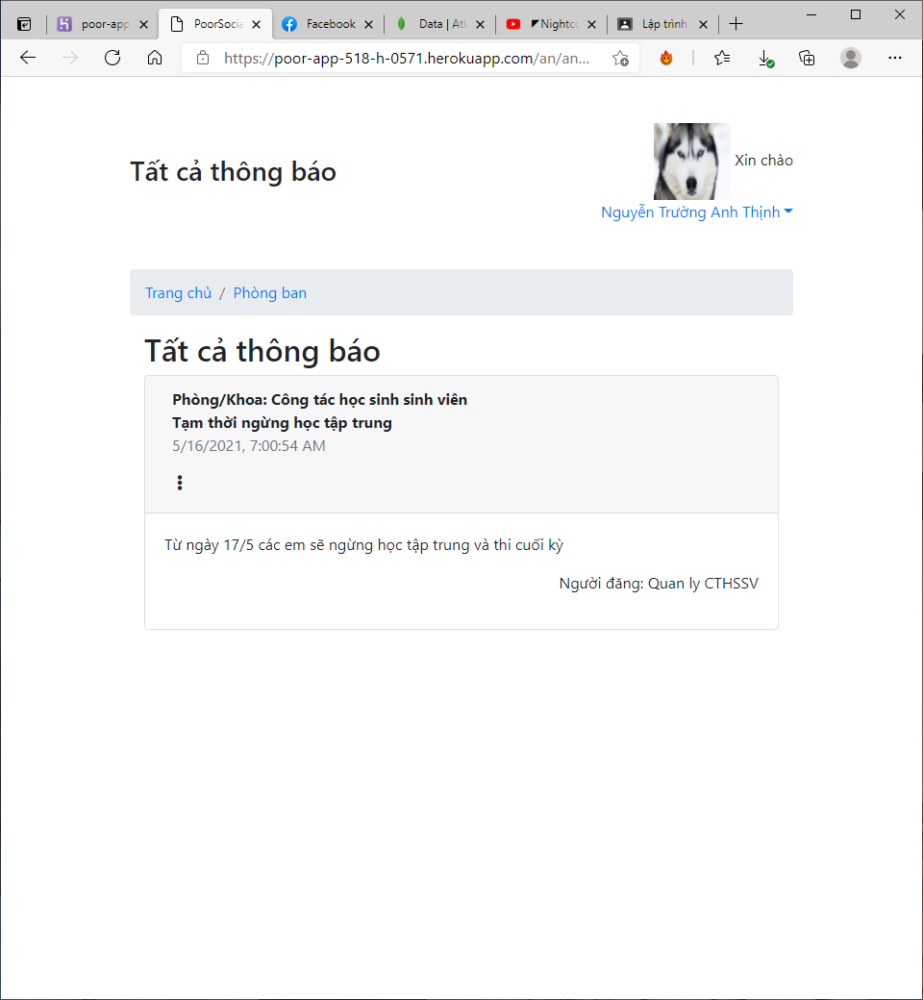 poor-app
PoorSocia
Facebook
Data | Atl
Nightco
Lập trình
https://poor-app-518-h-0571.herokuapp.com/an/an...
Tất cả thông báo
Xin chào
Nguyễn Trường Anh Thịnh
Trang chủ / Phòng ban
Tất cả thông báo
Phòng/Khoa: Công tác học sinh sinh viên
Tạm thời ngừng học tập trung
5/16/2021, 7:00:54 AM
Từ ngày 17/5 các em sẽ ngừng học tập trung và thi cuối kỳ
Người đăng: Quan ly CTHSSV